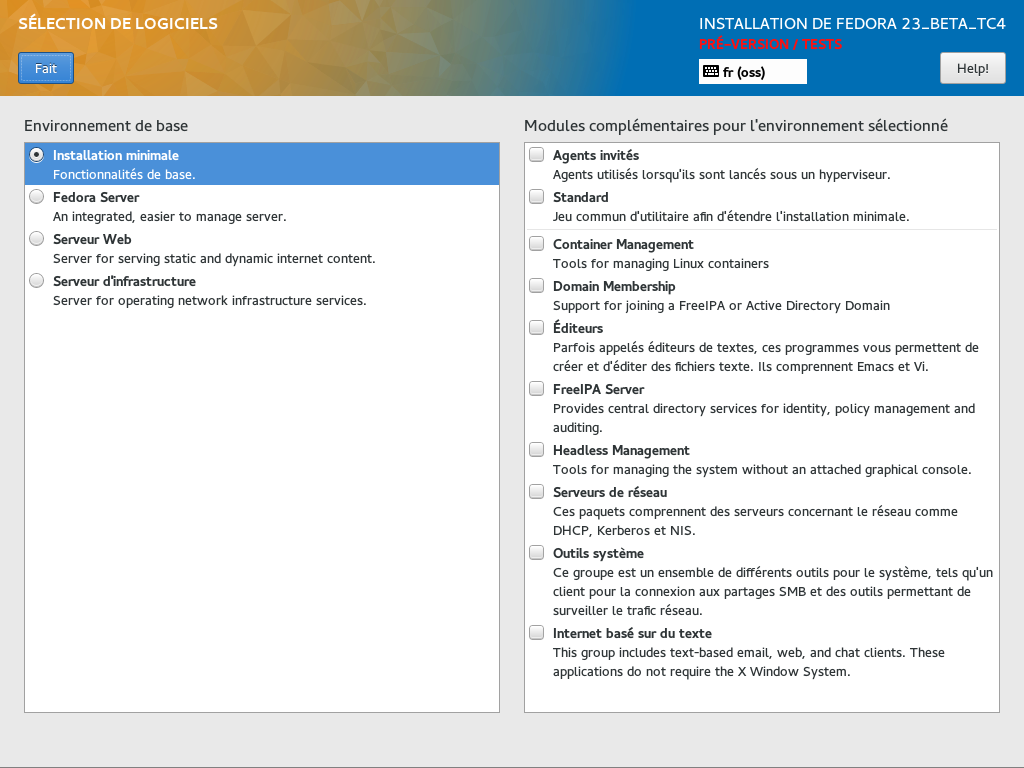 SÉLECTION DE LOGICIELS
INSTALLATION DE FEDORA 23_BETA_TC4
PRÉ-VERSION / TESTS
Fait
fr (oss)
Help!
Environnement de base
Installation minimale
Fonctionnalités de base.
Fedora Server
An integrated, easier to manage server.
Serveur Web
Server for serving static and dynamic internet content.
Serveur d'infrastructure
Server for operating network infrastructure services.
Modules complémentaires pour l'environnement sélectionné
Agents invités
Agents utilisés lorsqu'ils sont lancés sous un hyperviseur.
Standard
Jeu commun d'utilitaire afin d'étendre l'installation minimale.
Container Management
Tools for managing Linux containers
Domain Membership
Support for joining a FreeIPA or Active Directory Domain
Éditeurs
Parfois appelés éditeurs de textes, ces programmes vous permettent de
créer et d'éditer des fichiers texte. Ils comprennent Emacs et Vi.
FreeIPA Server
Provides central directory services for identity, policy management and
auditing.
Headless Management
Tools for managing the system without an attached graphical console.
Serveurs de réseau
Ces paquets comprennent des serveurs concernant le réseau comme
DHCP, Kerberos et NIS.
Outils système
Ce groupe est un ensemble de différents outils pour le système, tels qu'un
client pour la connexion aux partages SMB et des outils permettant de
surveiller le trafic réseau.
Internet basé sur du texte
This group includes text-based email, web, and chat clients. These
applications do not require the X Window System.